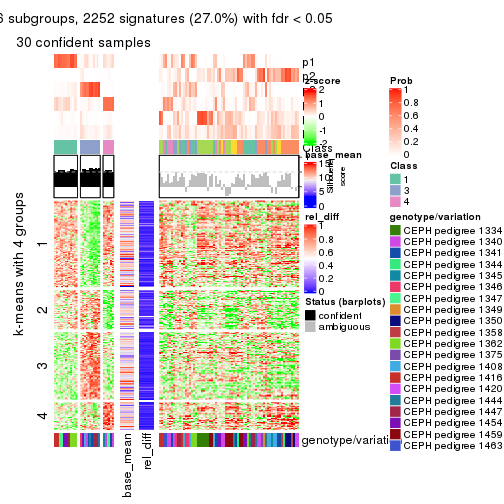 6 subgroups, 2252 signatures (27.0%) with fdr < 0.05
30 confident samples
p1
p2
Class
Silhouette
score
k-means with 4 groups
1
2
3
4
base_mean
rel_diff
genotype/variation
z-score
2
1
0
-1
-2
base_mean
15
10
5
0
rel_diff
1
0.8
0.6
0.4
0.2
0
Status (barplots)
confident
ambiguous
Prob
1
0.8
0.6
0.4
0.2
0
Class
1
3
4
genotype/variation
CEPH pedigree 1334
CEPH pedigree 1340
CEPH pedigree 1341
CEPH pedigree 1344
CEPH pedigree 1345
CEPH pedigree 1346
CEPH pedigree 1347
CEPH pedigree 1349
CEPH pedigree 1350
CEPH pedigree 1358
CEPH pedigree 1362
CEPH pedigree 1375
CEPH pedigree 1408
CEPH pedigree 1416
CEPH pedigree 1420
CEPH pedigree 1444
CEPH pedigree 1447
CEPH pedigree 1454
CEPH pedigree 1459
CEPH pedigree 1463